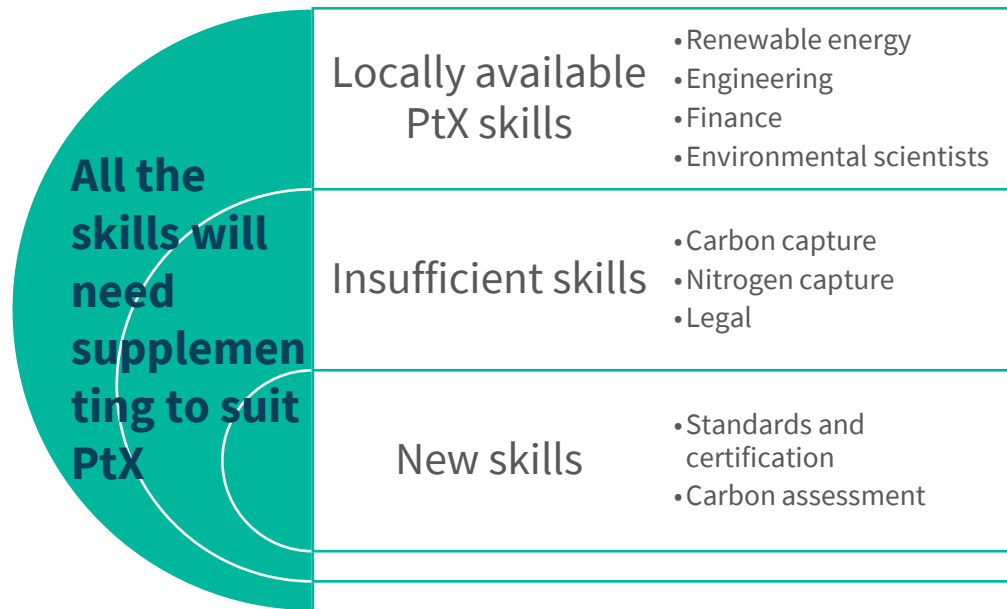 All the
skills will
need
supplemen
ting to suit
PtX
Locally available
PtX skills
•Renewable energy
•Engineering
•Finance
•Environmental scientists
Insufficient skills
•Carbon capture
•Nitrogen capture
•Legal
New skills
•Standards and
certification
•Carbon assessment